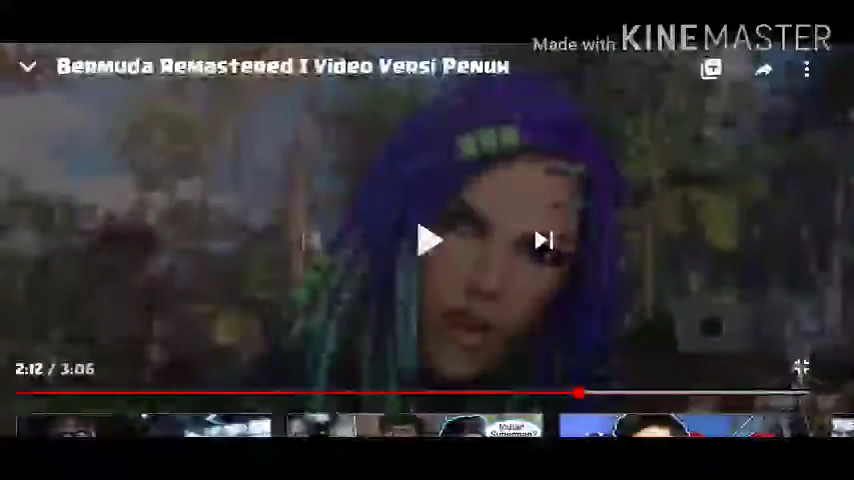 Made with KINEMASTER
Bermuda Remastered I Video Versi Penuh
2:12 / 3:06